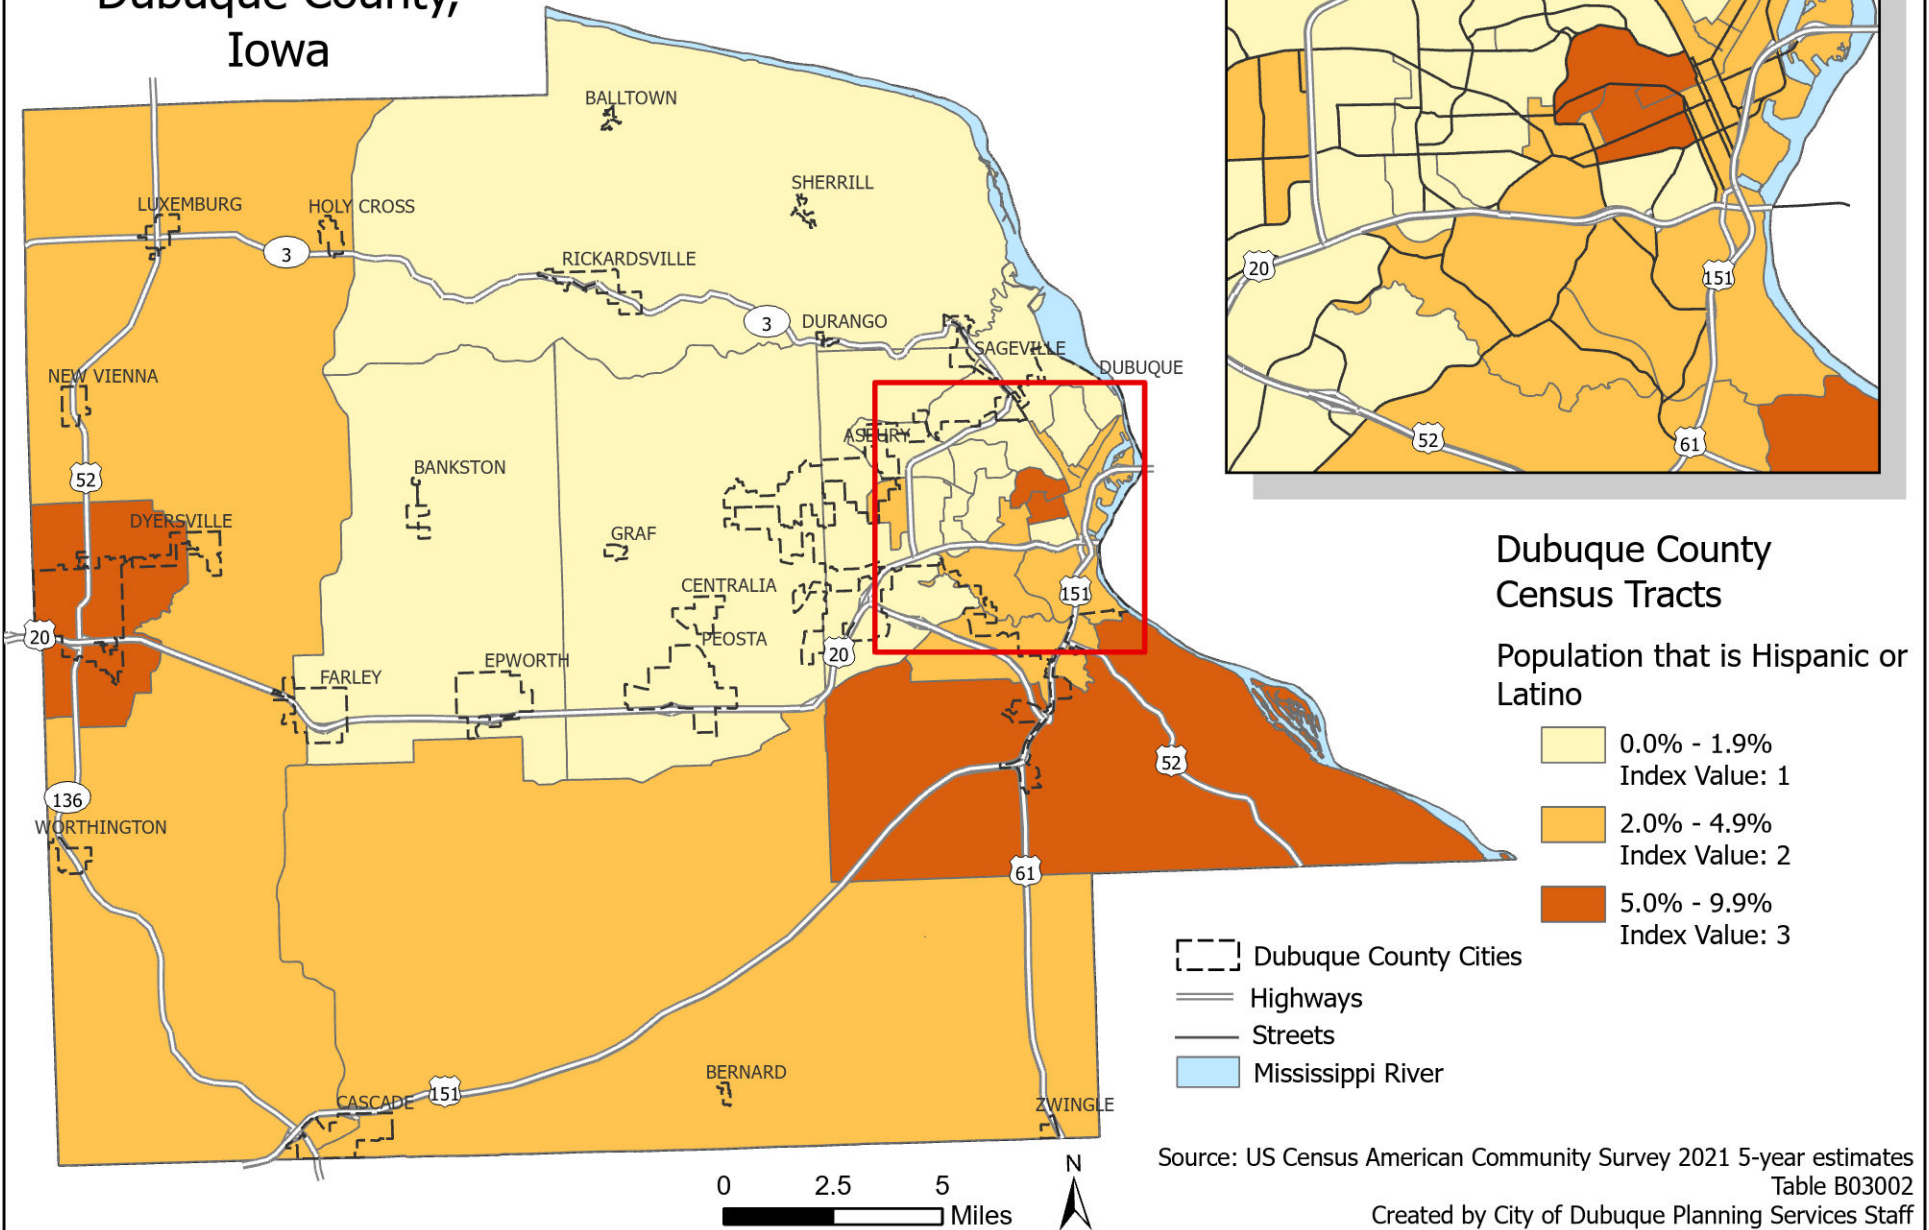 Dubuque County,
Iowa
BALLTOWN
SHERRILL
LUXEMBURG
HOLY CROSS
3
RICKARDSVILLE
3
DURANGO
SAGEVILLE
DUBUQUE
NEW VIENNA
ASBURY
52
BANKSTON
DYERSVILLE
GRAF
CENTRALIA
151
20
PEOSTA
20
EPWORTH
FARLEY
52
136
WORTHINGTON
61
151
BERNARD
CASCADE
ZWINGLE
0 2.5 5
Miles
N
20
151
52
61
Dubuque County
Census Tracts
Population that is Hispanic or
Latino
0.0% - 1.9%
Index Value: 1
2.0% - 4.9%
Index Value: 2
5.0% - 9.9%
Index Value: 3
Dubuque County Cities
Highways
Streets
Mississippi River
Source: US Census American Community Survey 2021 5-year estimates
Table B03002
Created by City of Dubuque Planning Services Staff